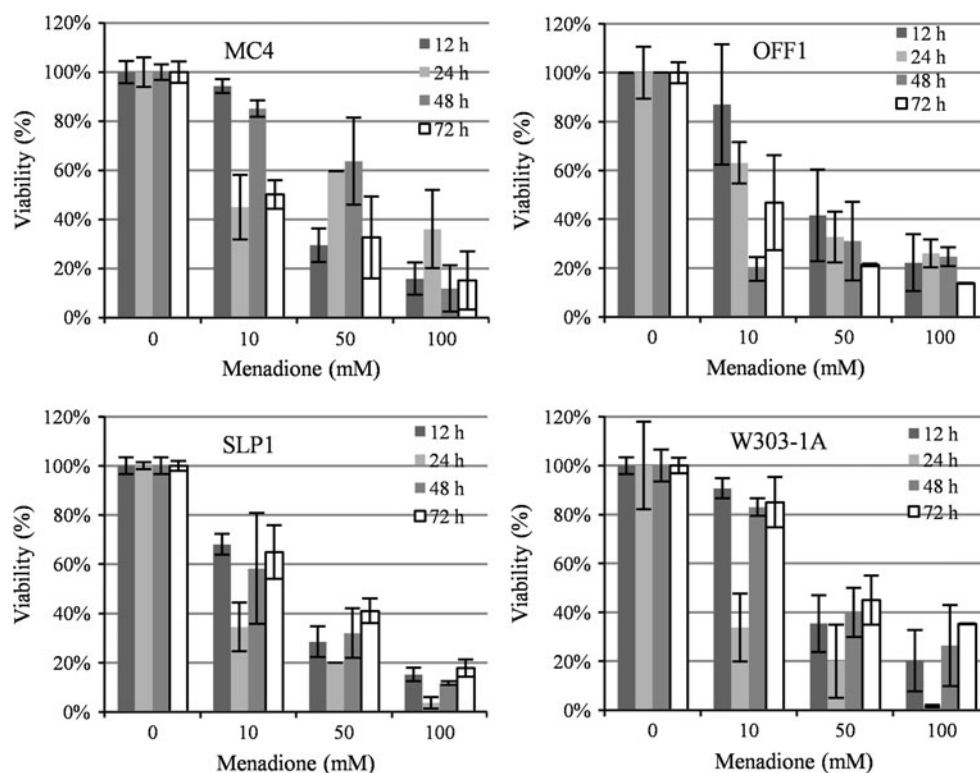 MC4
Viability (%)
120%
100%
80%
60%
40%
20%
0%
0 10 50 100
Menadione (mM)
12 h
24 h
48 h
72 h
OFF1
Viability (%)
120%
100%
80%
60%
40%
20%
0%
0 10 50 100
Menadione (mM)
12 h
24 h
48 h
72 h
SLP1
Viability (%)
120%
100%
80%
60%
40%
20%
0%
0 10 50 100
Menadione (mM)
12 h
24 h
48 h
72 h
W303-1A
Viability (%)
120%
100%
80%
60%
40%
20%
0%
0 10 50 100
Menadione (mM)
12 h
24 h
48 h
72 h